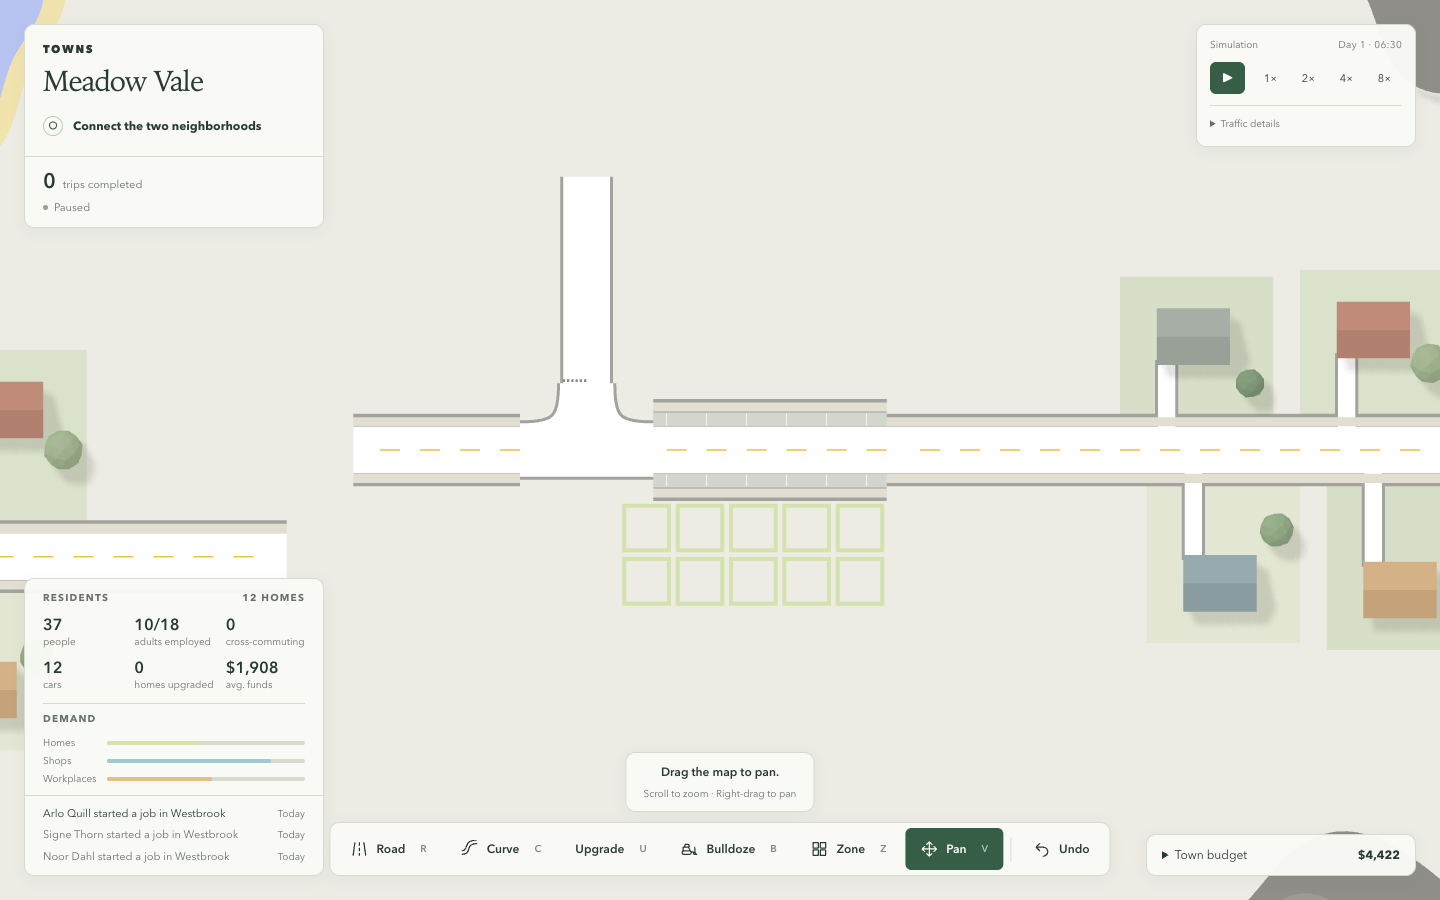 TOWNS
Meadow Vale
Connect the two neighborhoods
0 trips completed
Paused
Simulation Day 1 · 06:30
1× 2× 4× 8×
Traffic details
RESIDENTS 12 HOMES
37 10/18 0
people adults employed cross-commuting
12 0 $1,908
cars homes upgraded avg. funds
DEMAND
Homes
Shops
Workplaces
Arlo Quill started a job in Westbrook Today
Signe Thorn started a job in Westbrook Today
Noor Dahl started a job in Westbrook Today
Drag the map to pan.
Scroll to zoom · Right-drag to pan
Road R Curve C Upgrade U Bulldoze B Zone Z Pan V Undo
Town budget $4,422